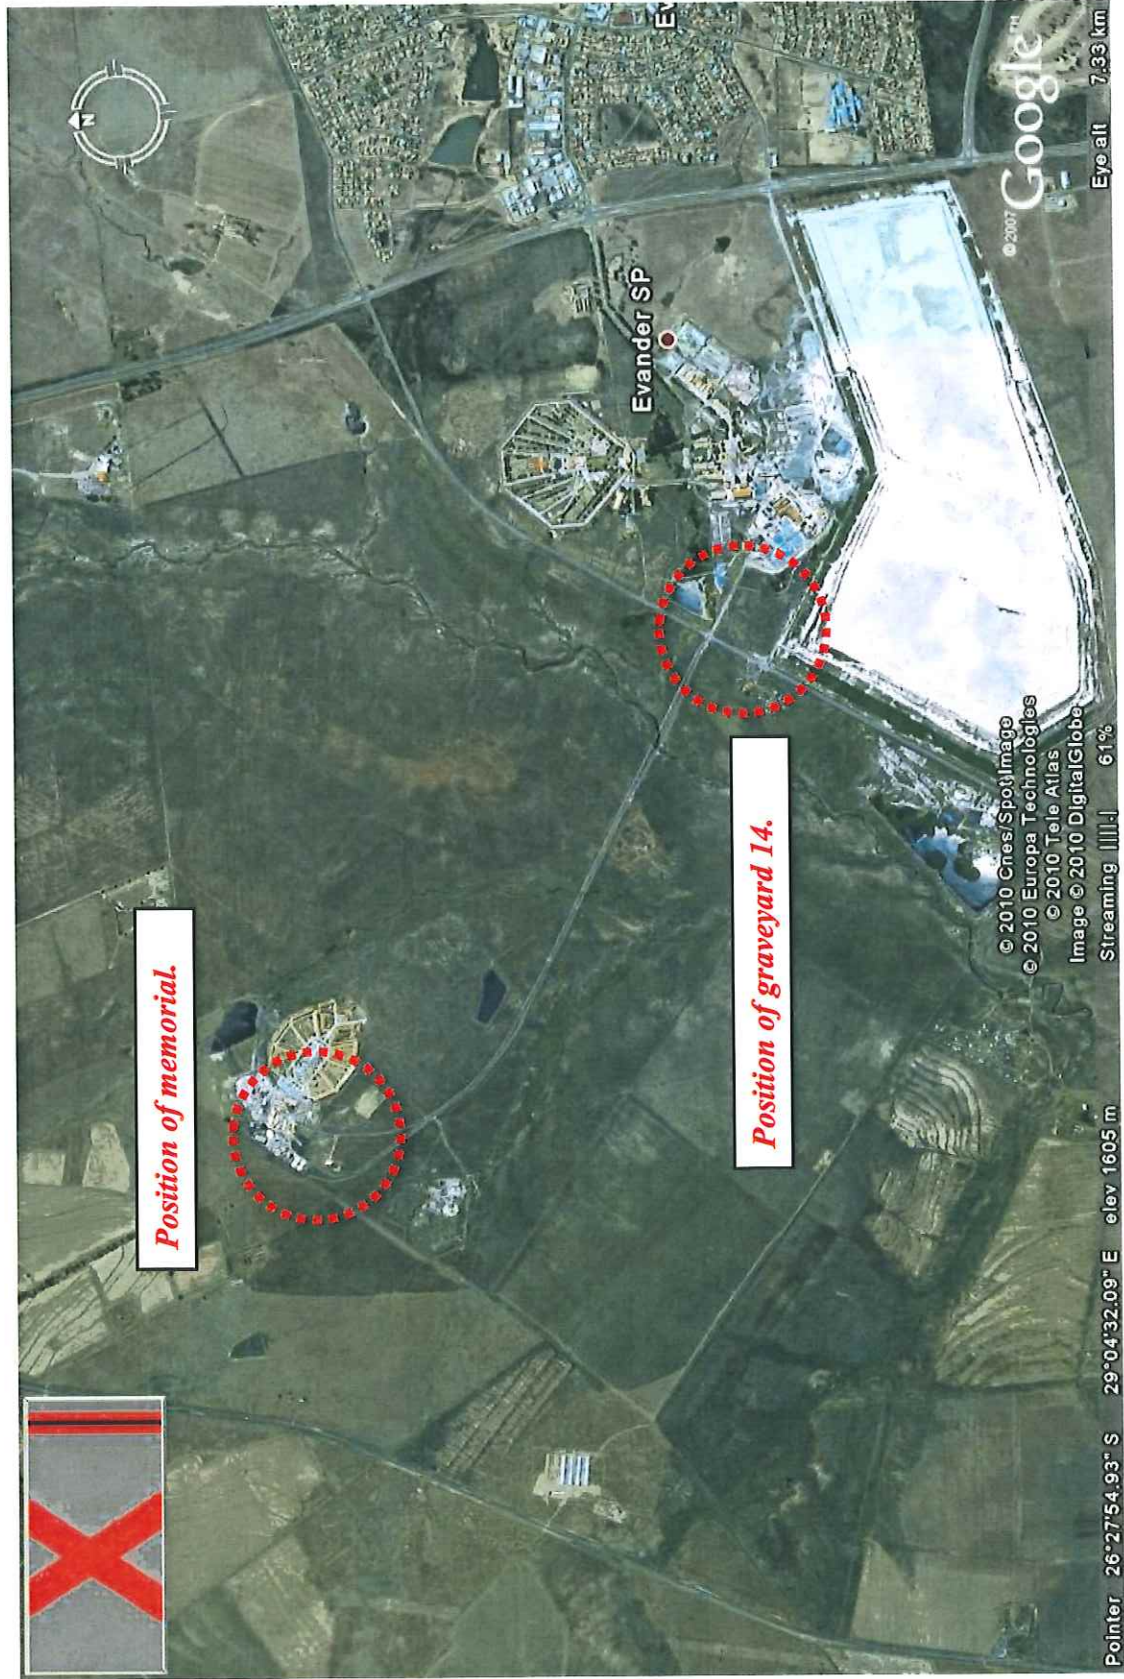 Position of memorial.
Ev
Evander SP
Position of graveyard 14.
© 2010 Cnes/Spot Image
© 2010 Europa Technologies
© 2010 Tele Atlas
Image © 2010 DigitalGlobe
©2007 Google™
Pointer 26°27'54.93" S 29°04'32.09" E elev 1605 m Streaming ||||·| 61% Eye alt 7.33 km
N